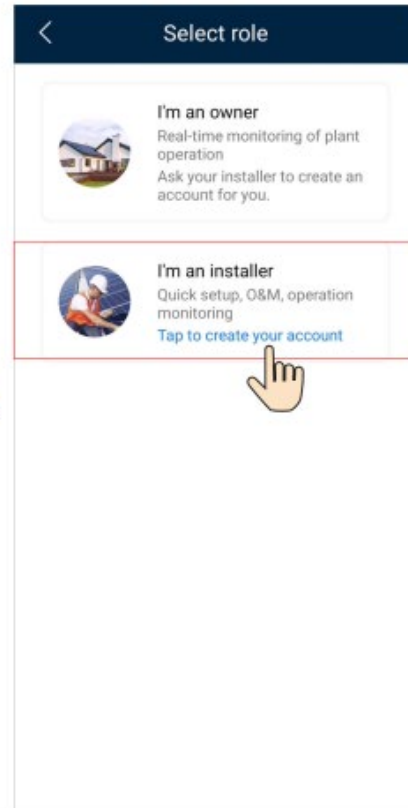 Select role
I'm an owner
Real-time monitoring of plant
operation
Ask your installer to create an
account for you.
I'm an installer
Quick setup, O&M, operation
monitoring
Tap to create your account